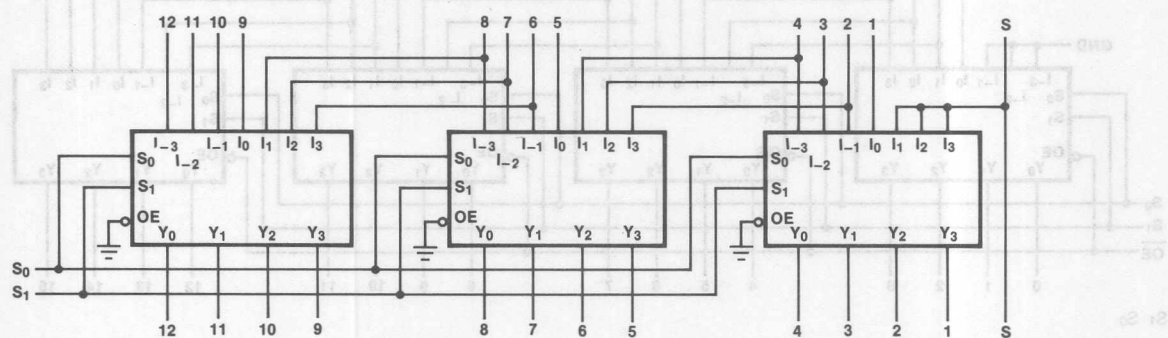 12 11 10 9 8 7 6 5 4 3 2 1 S
I-3 I-1 I0 I1 I2 I3 I-3 I-1 I0 I1 I2 I3 I-3 I-1 I0 I1 I2 I3
S0 I-2 S0 I-2 S0 I-2
S1 S1 S1
OE OE OE
Y0 Y1 Y2 Y3 Y0 Y1 Y2 Y3 Y0 Y1 Y2 Y3
S0
S1
12 11 10 9 8 7 6 5 4 3 2 1 S